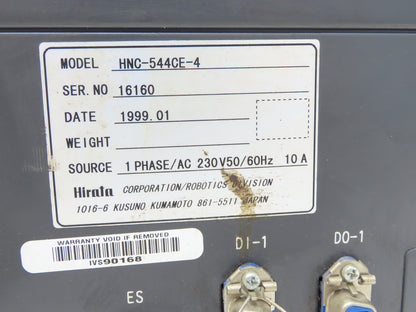 MODEL HNC-544CE-4
SER.NO 16160
DATE 1999.01
WEIGHT
SOURCE 1 PHASE/AC 230V50/60Hz 10A
Hirata CORPORATION/ROBOTICS DIVISION
1016-6 KUSUNO KUMAMOTO 861-5511 JAPAN
WARRANTY VOID IF REMOVED
IVS90168
DI-1
DO-1
ES